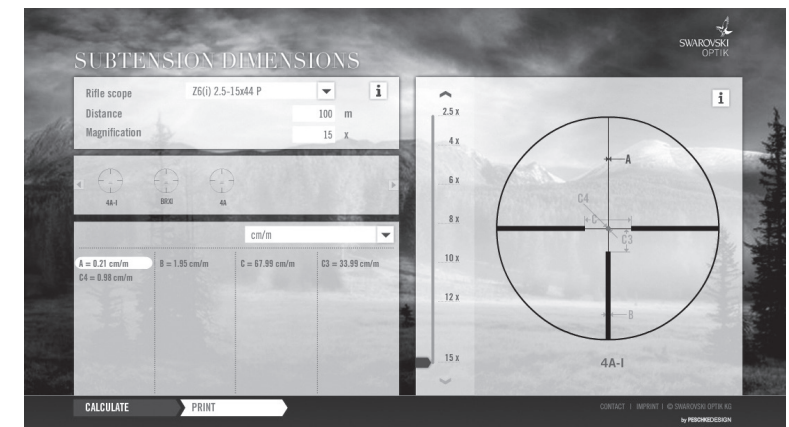 SWAROVSKI
OPTIK
SUBTENSION DIMENSIONS
Rifle scope Z6(i) 2.5-15x44 P i
Distance 100 m
Magnification 15 x
4A-I BRXI 4A
cm/m
A = 0.21 cm/m B = 1.95 cm/m C = 67.99 cm/m C3 = 33.99 cm/m
C4 = 0.98 cm/m
CALCULATE PRINT
i
2.5 x
4 x
6 x
8 x
10 x
12 x
15 x
A
C4
C
C3
B
4A-I
CONTACT | IMPRINT | © SWAROVSKI OPTIK KG
by PESCHKEDESIGN